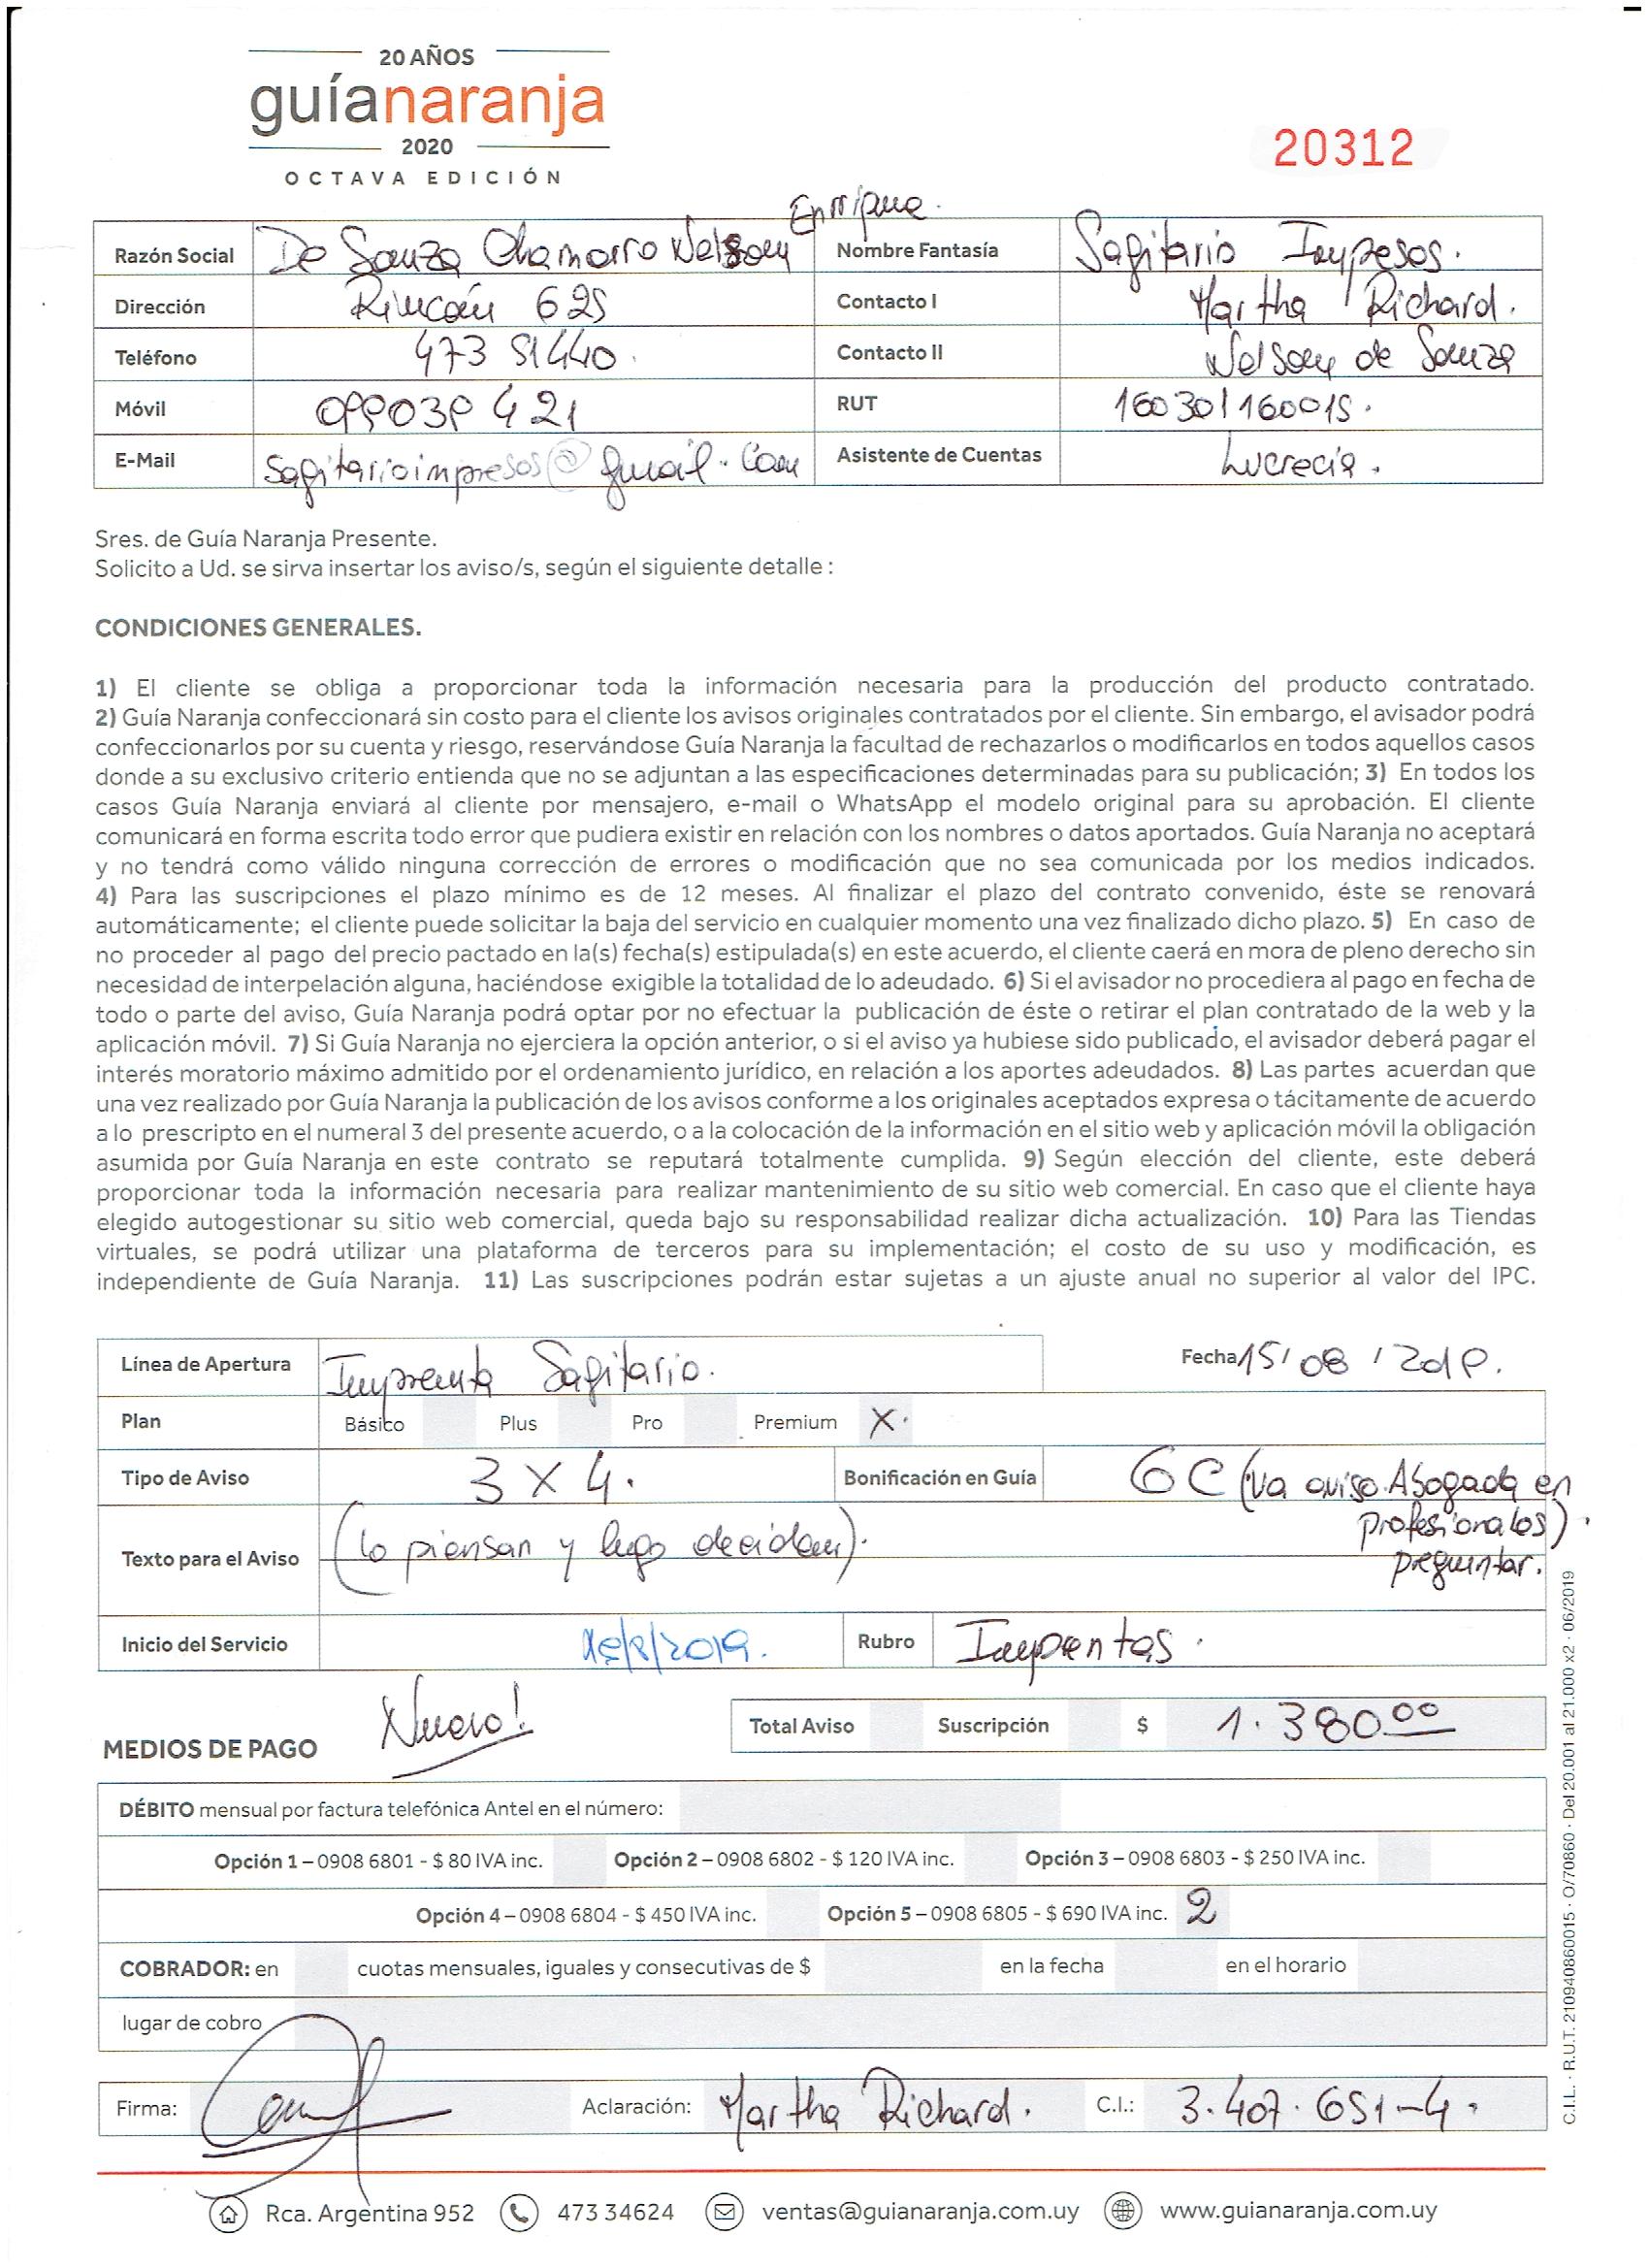 20 AÑOS
guíanaranja
2020
OCTAVA EDICIÓN
20312
Enrique.
Razón Social De Souza Chamorro Nelson Nombre Fantasía Sagitario Impresos.
Dirección Rincón 625 Contacto I Martha Richard.
Teléfono 473 51440. Contacto II Nelson de Souza
Móvil 099039 421 RUT 160301160015.
E-Mail sagitarioimpresos@gmail.com Asistente de Cuentas Lucrecia.
Sres. de Guía Naranja Presente.
Solicito a Ud. se sirva insertar los aviso/s, según el siguiente detalle :
CONDICIONES GENERALES.
1) El cliente se obliga a proporcionar toda la información necesaria para la producción del producto contratado.
2) Guía Naranja confeccionará sin costo para el cliente los avisos originales contratados por el cliente. Sin embargo, el avisador podrá
confeccionarlos por su cuenta y riesgo, reservándose Guía Naranja la facultad de rechazarlos o modificarlos en todos aquellos casos
donde a su exclusivo criterio entienda que no se adjuntan a las especificaciones determinadas para su publicación; 3) En todos los
casos Guía Naranja enviará al cliente por mensajero, e-mail o WhatsApp el modelo original para su aprobación. El cliente
comunicará en forma escrita todo error que pudiera existir en relación con los nombres o datos aportados. Guía Naranja no aceptará
y no tendrá como válido ninguna corrección de errores o modificación que no sea comunicada por los medios indicados.
4) Para las suscripciones el plazo mínimo es de 12 meses. Al finalizar el plazo del contrato convenido, éste se renovará
automáticamente; el cliente puede solicitar la baja del servicio en cualquier momento una vez finalizado dicho plazo. 5) En caso de
no proceder al pago del precio pactado en la(s) fecha(s) estipulada(s) en este acuerdo, el cliente caerá en mora de pleno derecho sin
necesidad de interpelación alguna, haciéndose exigible la totalidad de lo adeudado. 6) Si el avisador no procediera al pago en fecha de
todo o parte del aviso, Guía Naranja podrá optar por no efectuar la publicación de éste o retirar el plan contratado de la web y la
aplicación móvil. 7) Si Guía Naranja no ejerciera la opción anterior, o si el aviso ya hubiese sido publicado, el avisador deberá pagar el
interés moratorio máximo admitido por el ordenamiento jurídico, en relación a los aportes adeudados. 8) Las partes acuerdan que
una vez realizado por Guía Naranja la publicación de los avisos conforme a los originales aceptados expresa o tácitamente de acuerdo
a lo prescripto en el numeral 3 del presente acuerdo, o a la colocación de la información en el sitio web y aplicación móvil la obligación
asumida por Guía Naranja en este contrato se reputará totalmente cumplida. 9) Según elección del cliente, este deberá
proporcionar toda la información necesaria para realizar mantenimiento de su sitio web comercial. En caso que el cliente haya
elegido autogestionar su sitio web comercial, queda bajo su responsabilidad realizar dicha actualización. 10) Para las Tiendas
virtuales, se podrá utilizar una plataforma de terceros para su implementación; el costo de su uso y modificación, es
independiente de Guía Naranja. 11) Las suscripciones podrán estar sujetas a un ajuste anual no superior al valor del IPC.
Línea de Apertura Imprenta Sagitario. Fecha 15/08/2019.
Plan Básico Plus Pro Premium X.
Tipo de Aviso 3 X 4. Bonificación en Guía 6C (va aviso Abogada en
profesionales).
Texto para el Aviso (lo piensan y luego deciden). preguntar.
Inicio del Servicio 15/8/2019. Rubro Imprentas.
Nuevo!
Total Aviso Suscripción $ 1.380.00
MEDIOS DE PAGO
DÉBITO mensual por factura telefónica Antel en el número:
Opción 1 – 0908 6801 - $ 80 IVA inc. Opción 2 – 0908 6802 - $ 120 IVA inc. Opción 3 – 0908 6803 - $ 250 IVA inc.
Opción 4 – 0908 6804 - $ 450 IVA inc. Opción 5 – 0908 6805 - $ 690 IVA inc. 2
COBRADOR: en cuotas mensuales, iguales y consecutivas de $ en la fecha en el horario
lugar de cobro
Firma: Aclaración: Martha Richard. C.I.: 3.407.651-4.
C.I.L. · R.U.T. 210940860015 · O/70860 · Del 20.001 al 21.000 x2 · 06/2019
Rca. Argentina 952 473 34624 ventas@guianaranja.com.uy www.guianaranja.com.uy